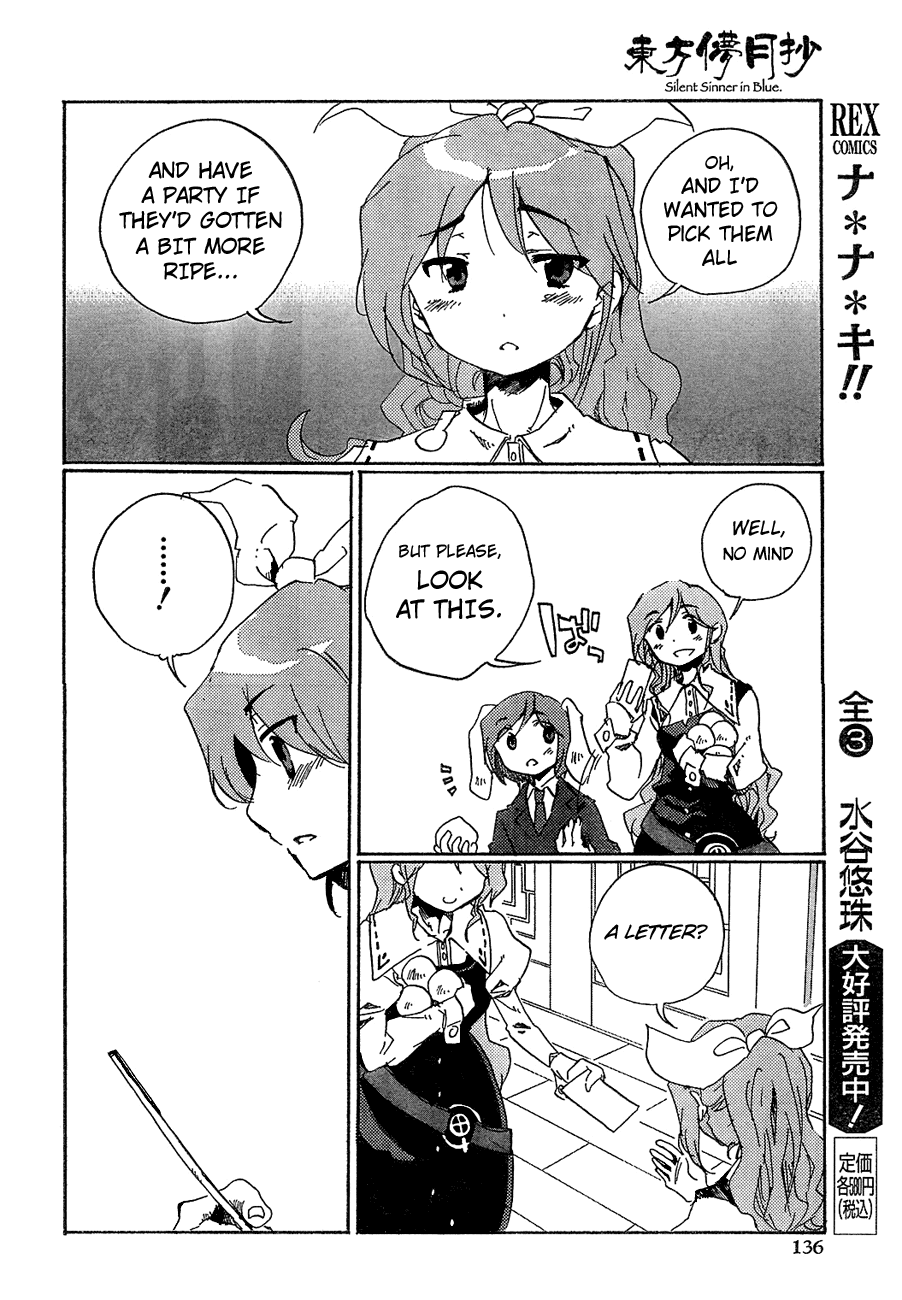 東方儚月抄
Silent Sinner in Blue.
OH,
AND I'D
WANTED TO
PICK THEM
ALL
AND HAVE
A PARTY IF
THEY'D GOTTEN
A BIT MORE
RIPE...
WELL,
NO MIND
BUT PLEASE,
LOOK
AT THIS.
ばっ
A LETTER?
......!
REX
COMICS
ナ*ナ*キ!!
全❸
水谷悠珠
大好評発売中!
定価
各580円
(税込)
136